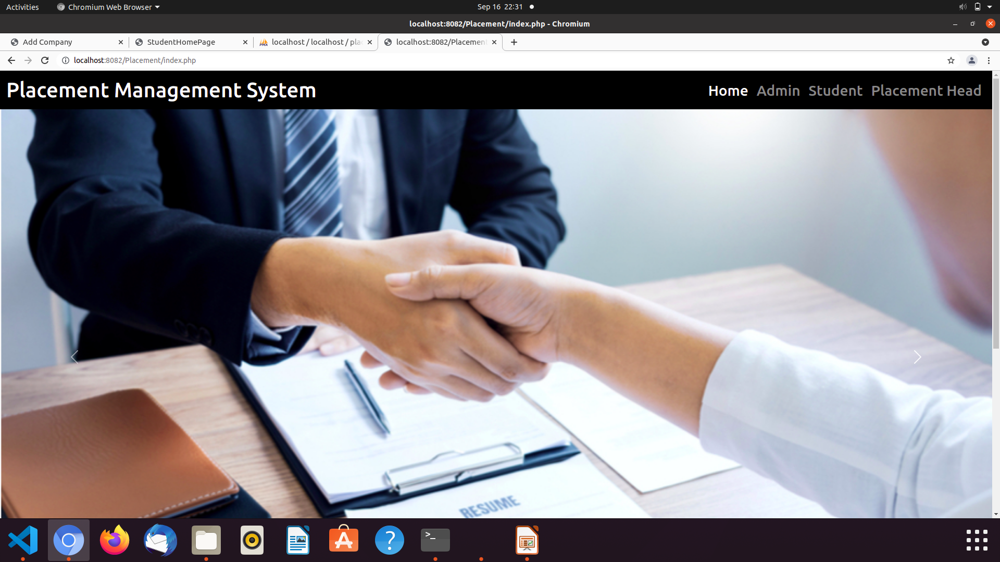 Activities
Chromium Web Browser
Sep 16 22:31
localhost:8082/Placement/index.php - Chromium
Add Company
StudentHomePage
PMA
localhost / localhost / pla
localhost:8082/Placement
localhost:8082/Placement/index.php
Placement Management System
Home
Admin
Student
Placement Head
RESUME
>_
A
?